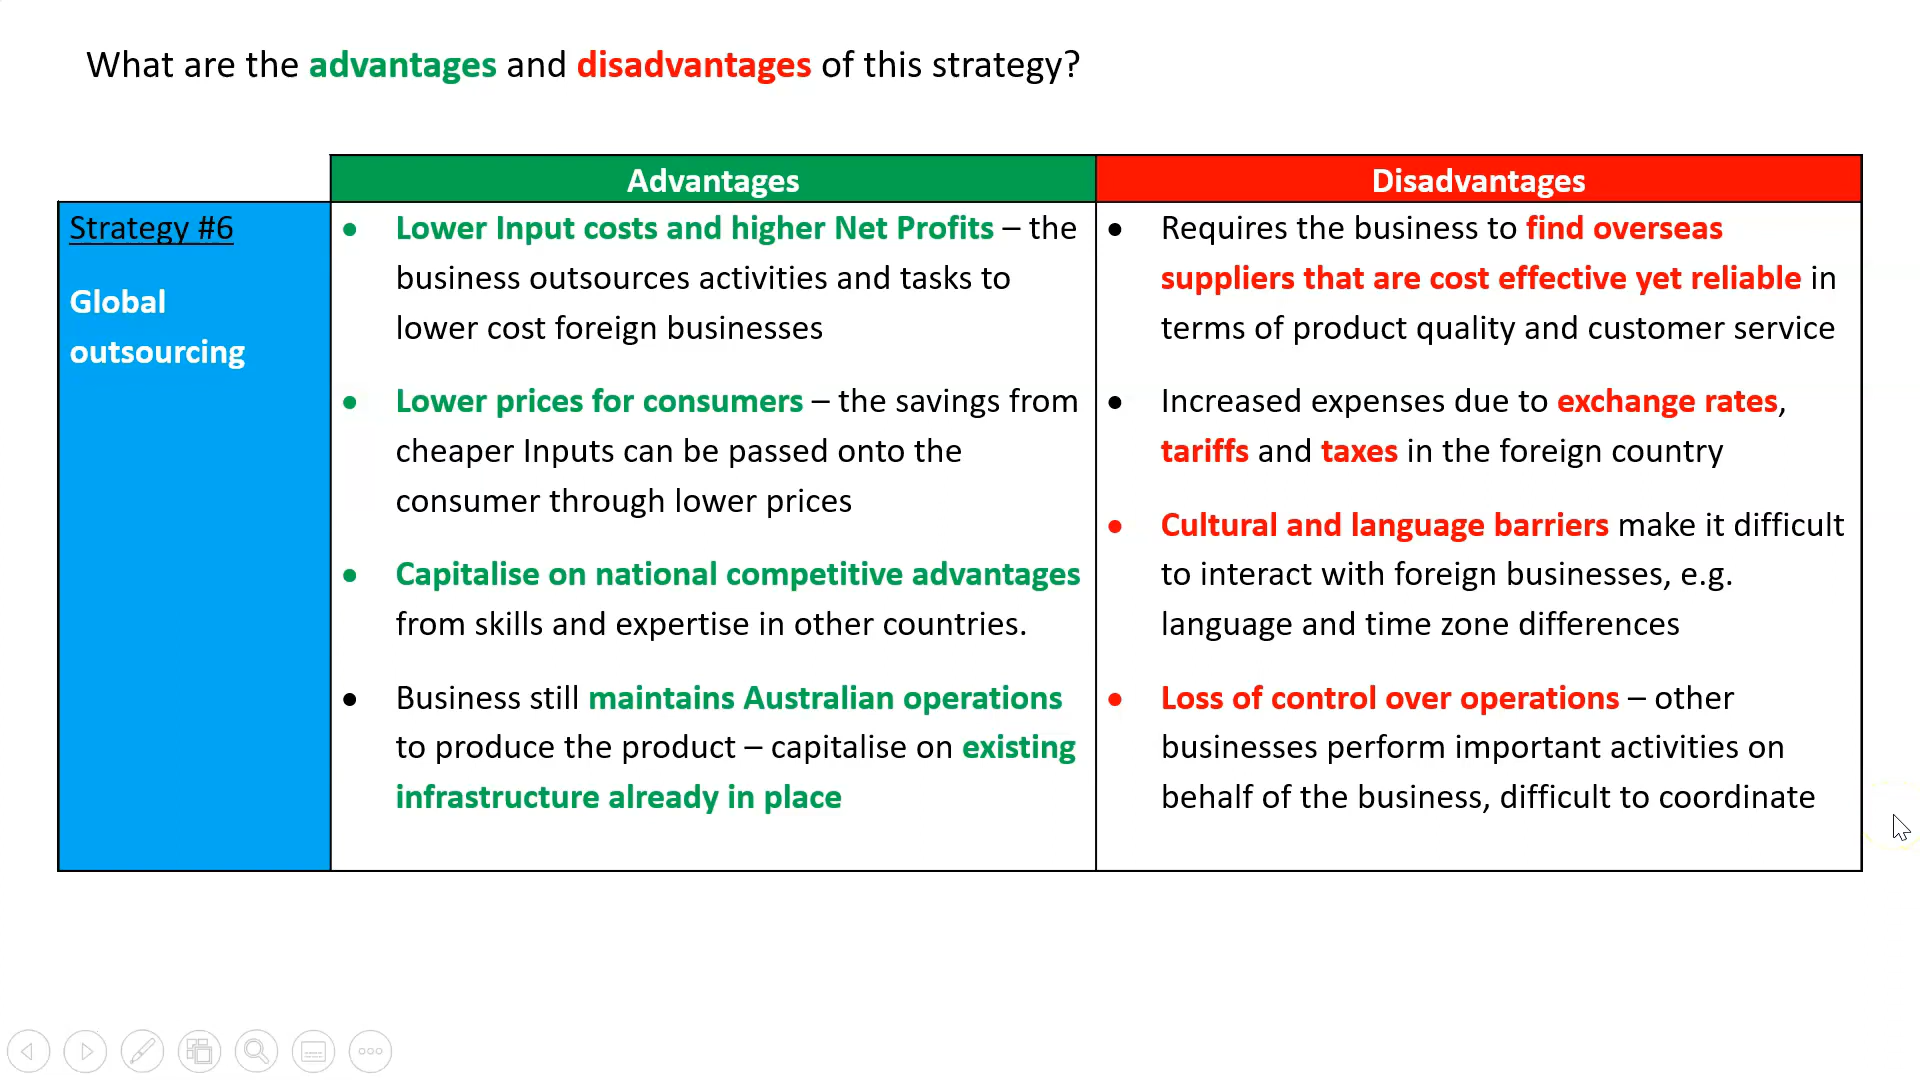 What are the advantages and disadvantages of this strategy?
Advantages
Disadvantages
Strategy #6
Global
outsourcing
• Lower Input costs and higher Net Profits – the
business outsources activities and tasks to
lower cost foreign businesses
• Lower prices for consumers – the savings from
cheaper Inputs can be passed onto the
consumer through lower prices
• Capitalise on national competitive advantages
from skills and expertise in other countries.
• Business still maintains Australian operations
to produce the product – capitalise on existing
infrastructure already in place
• Requires the business to find overseas
suppliers that are cost effective yet reliable in
terms of product quality and customer service
• Increased expenses due to exchange rates,
tariffs and taxes in the foreign country
• Cultural and language barriers make it difficult
to interact with foreign businesses, e.g.
language and time zone differences
• Loss of control over operations – other
businesses perform important activities on
behalf of the business, difficult to coordinate